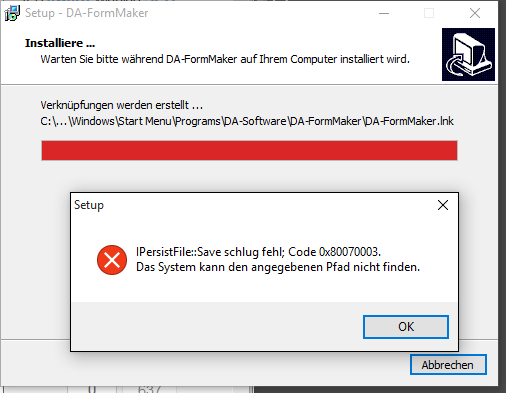 Setup - DA-FormMaker
Installiere ...
Warten Sie bitte während DA-FormMaker auf Ihrem Computer installiert wird.
Verknüpfungen werden erstellt ...
C:\...\Windows\Start Menu\Programs\DA-Software\DA-FormMaker\DA-FormMaker.lnk
Setup
IPersistFile::Save schlug fehl; Code 0x80070003.
Das System kann den angegebenen Pfad nicht finden.
OK
Abbrechen
0 637